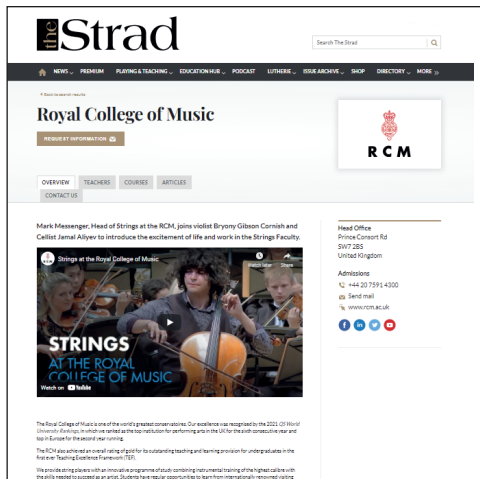 the Strad
Search The Strad
NEWS PREMIUM PLAYING & TEACHING EDUCATION HUB PODCAST LUTHERIE ISSUE ARCHIVE SHOP DIRECTORY MORE
Back to search results
Royal College of Music
REQUEST INFORMATION
RCM
OVERVIEW TEACHERS COURSES ARTICLES
CONTACT US
Mark Messenger, Head of Strings at the RCM, joins violist Bryony Gibson Cornish and
Cellist Jamal Aliyev to introduce the excitement of life and work in the Strings Faculty.
RCM Strings at the Royal College of Music
Watch later Share
STRINGS
AT THE ROYAL
COLLEGE OF MUSIC
Watch on YouTube
Head Office
Prince Consort Rd
SW7 2BS
United Kingdom
Admissions
+44 20 7591 4300
Send mail
www.rcm.ac.uk
The Royal College of Music is one of the world's greatest conservatoires. Our excellence was recognised by the 2021 QS World
University Rankings, in which we ranked as the top institution for performing arts in the UK for the sixth consecutive year and
top in Europe for the second year running.
The RCM also achieved an overall rating of gold for its outstanding teaching and learning provision for undergraduates in the
first ever Teaching Excellence Framework (TEF).
We provide string players with an innovative programme of study combining instrumental training of the highest calibre with
the skills needed to succeed as an artist. Students have regular opportunities to learn from internationally renowned visiting